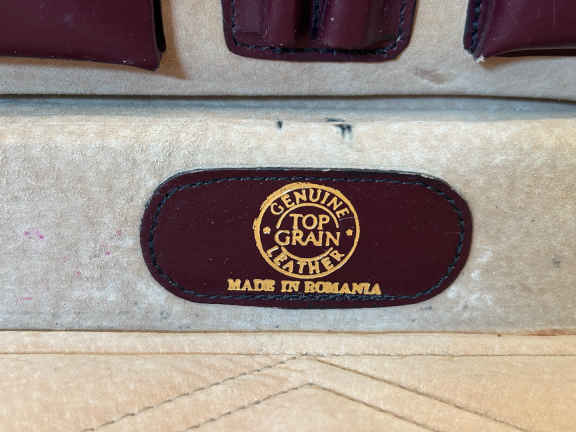 GENUINE
TOP
GRAIN
LEATHER
MADE IN ROMANIA